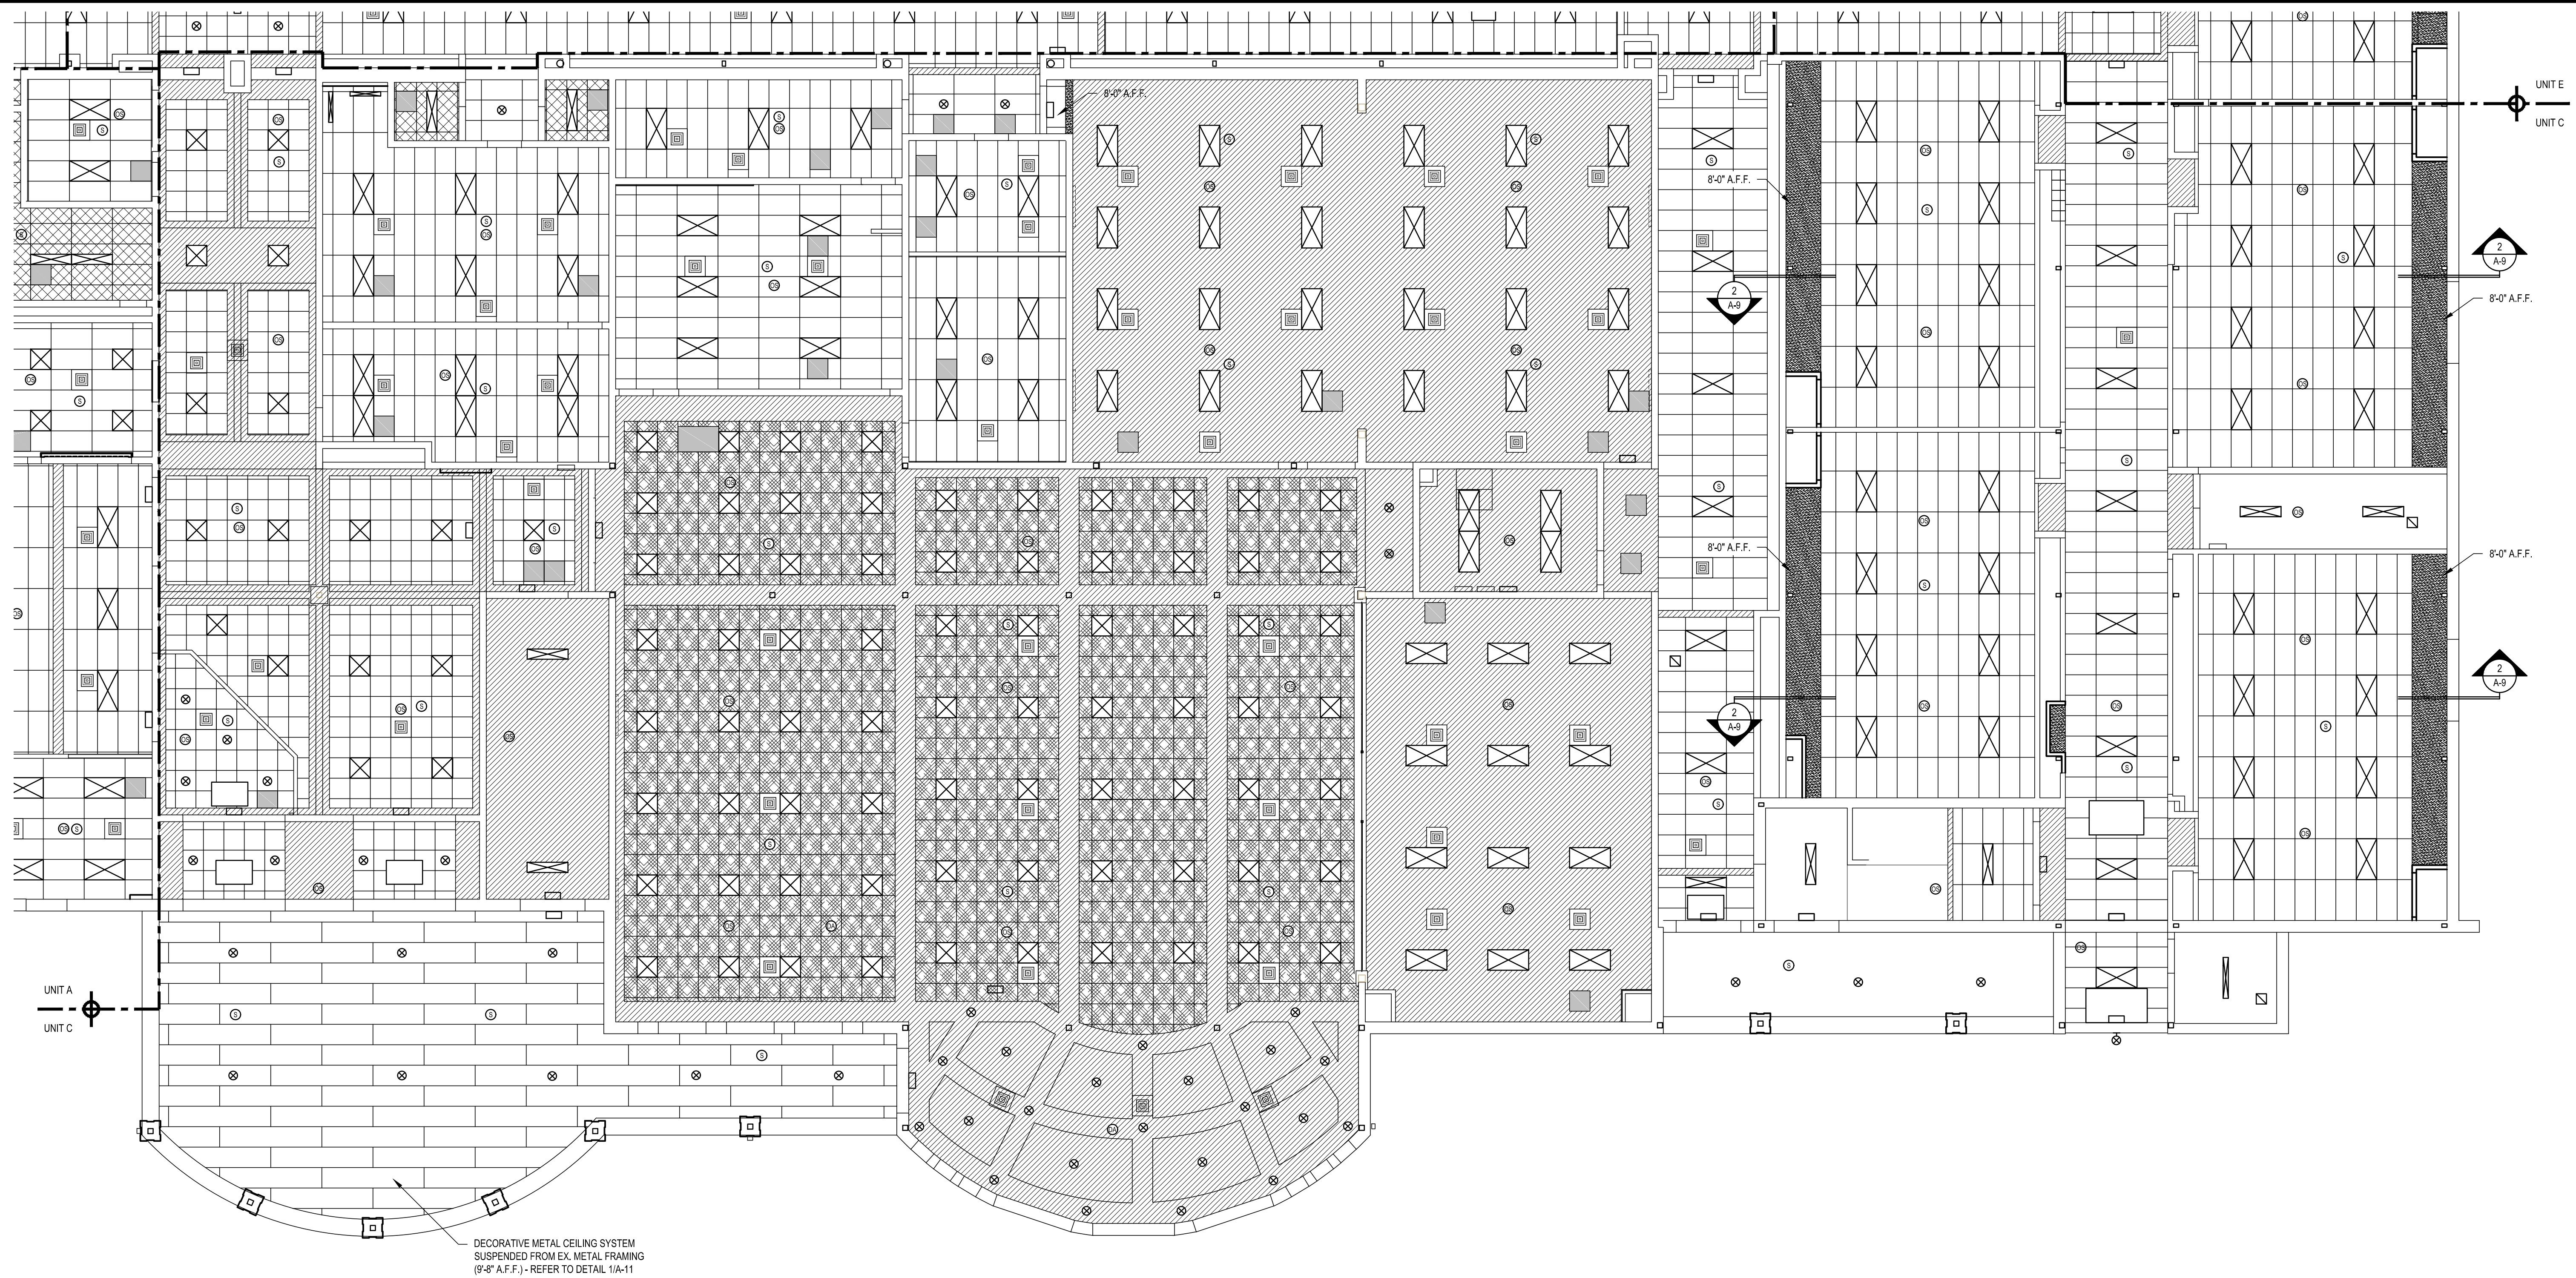 8'-0" A.F.F.
UNIT E
UNIT C
8'-0" A.F.F.
2
A-9
2
A-9
8'-0" A.F.F.
8'-0" A.F.F.
8'-0" A.F.F.
2
A-9
2
A-9
UNIT A
UNIT C
DECORATIVE METAL CEILING SYSTEM
SUSPENDED FROM EX. METAL FRAMING
(9'-8" A.F.F.) - REFER TO DETAIL 1/A-11